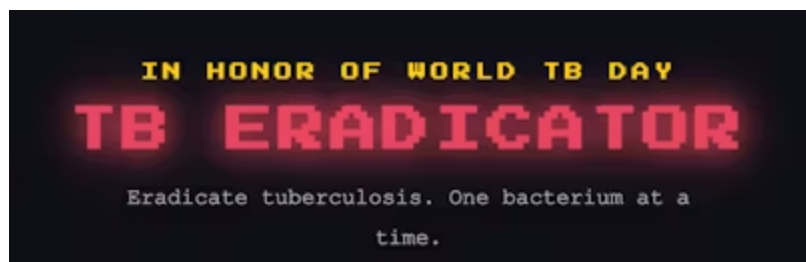 IN HONOR OF WORLD TB DAY
TB ERADICATOR
Eradicate tuberculosis. One bacterium at a
time.